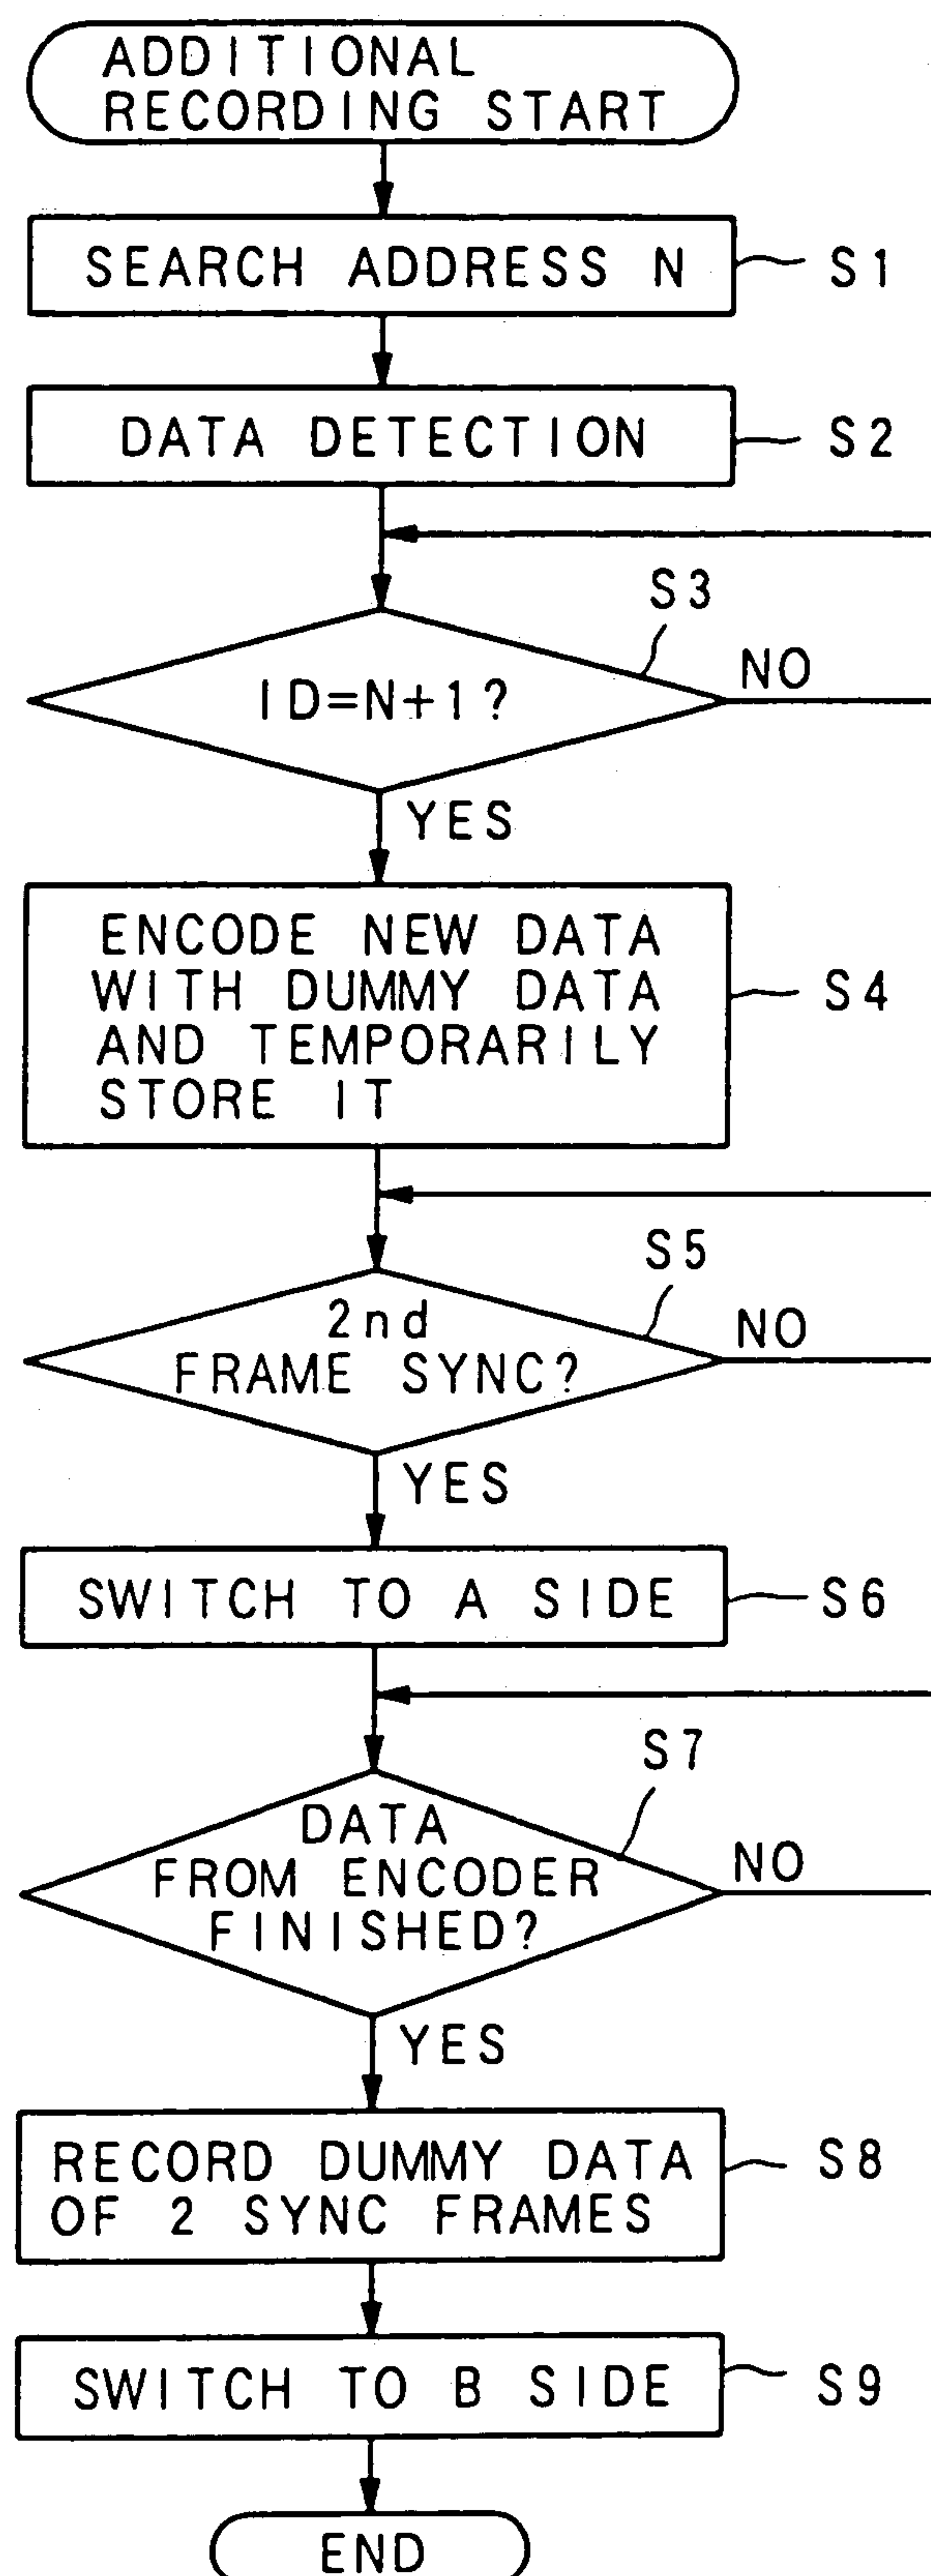 ADDITIONAL
RECORDING START
SEARCH ADDRESS N
S1
DATA DETECTION
S2
S3
ID=N+1?
NO
YES
ENCODE NEW DATA
WITH DUMMY DATA
AND TEMPORARILY
STORE IT
S4
S5
2nd
FRAME SYNC?
NO
YES
SWITCH TO A SIDE
S6
S7
DATA
FROM ENCODER
FINISHED?
NO
YES
RECORD DUMMY DATA
OF 2 SYNC FRAMES
S8
SWITCH TO B SIDE
S9
END